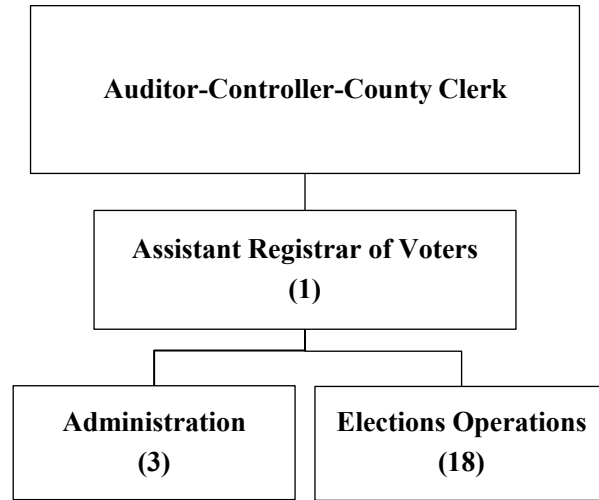 Auditor-Controller-County Clerk
Assistant Registrar of Voters
(1)
Administration
(3)
Elections Operations
(18)